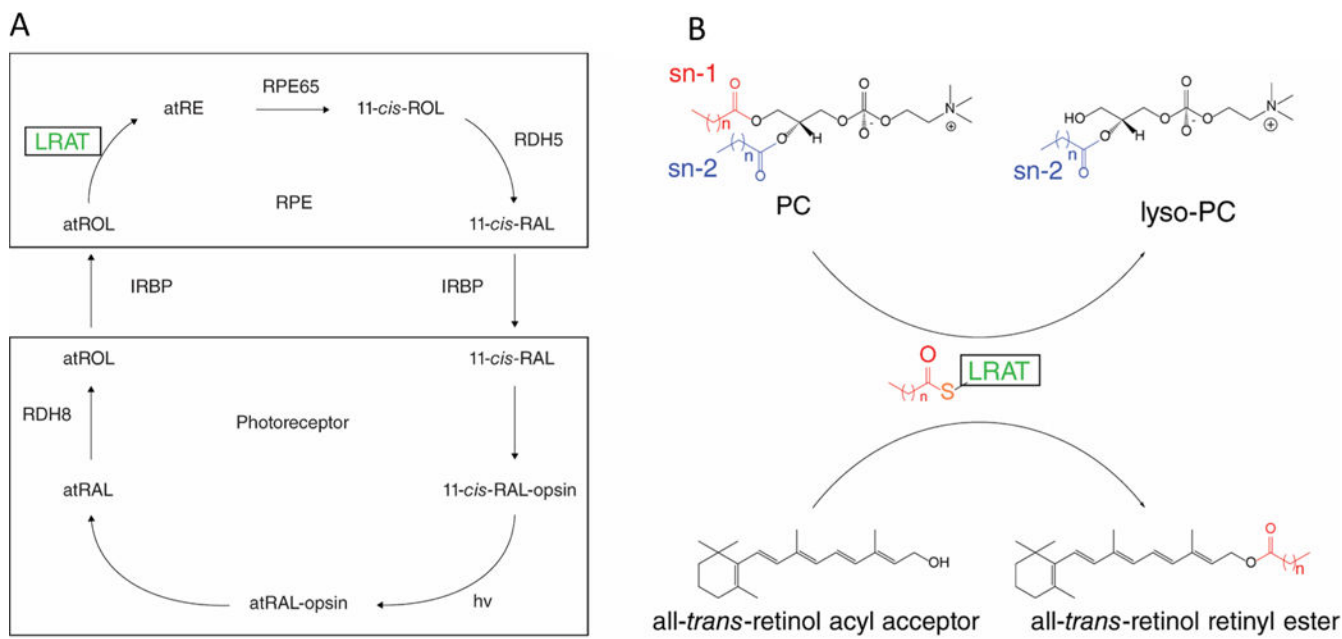 A
RPE65
atRE
11-cis-ROL
LRAT
RDH5
RPE
atROL
11-cis-RAL
IRBP
IRBP
atROL
11-cis-RAL
RDH8
Photoreceptor
atRAL
11-cis-RAL-opsin
atRAL-opsin
hv
B
sn-1
O
O
n
O
O
P
O
N
O
O-
H
⊕
n
sn-2
O
PC
HO
O
O
P
O
N
O
O-
H
⊕
n
sn-2
O
lyso-PC
O
LRAT
n
S
OH
O
O
n
all-trans-retinol acyl acceptor
all-trans-retinol retinyl ester